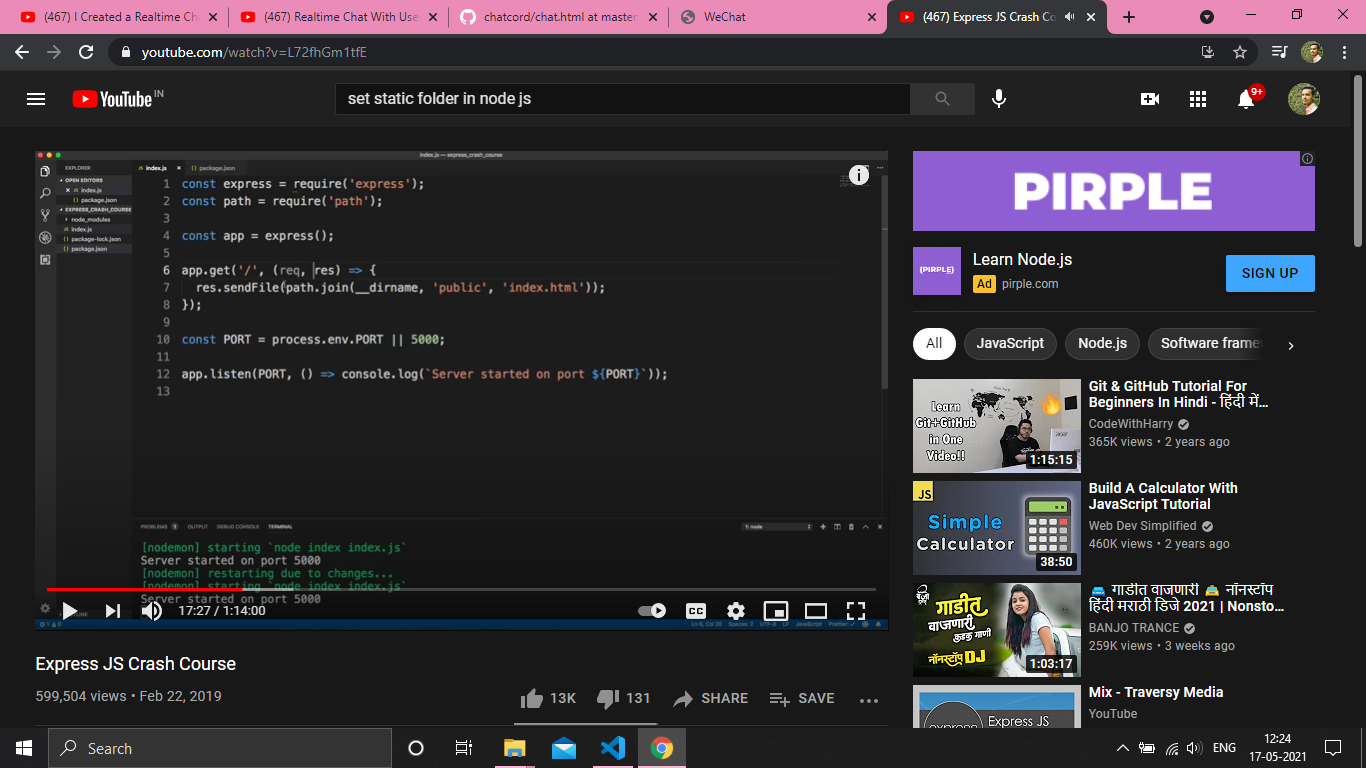 (467) I Created a Realtime Ch
(467) Realtime Chat With Use
chatcord/chat.html at master
WeChat
(467) Express JS Crash Co
youtube.com/watch?v=L72fhGm1tfE
YouTube IN
set static folder in node js
9+
index.js — express_crash_course
EXPLORER
index.js
package.json
OPEN EDITORS
index.js
package.json
EXPRESS_CRASH_COURSE
node_modules
index.js
package-lock.json
package.json
1 const express = require('express');
2 const path = require('path');
3
4 const app = express();
5
6 app.get('/', (req, res) => {
7 res.sendFile(path.join(__dirname, 'public', 'index.html'));
8 });
9
10 const PORT = process.env.PORT || 5000;
11
12 app.listen(PORT, () => console.log(`Server started on port ${PORT}`));
13
PROBLEMS 1 OUTPUT DEBUG CONSOLE TERMINAL
1: node
[nodemon] starting `node index index.js`
Server started on port 5000
[nodemon] restarting due to changes...
[nodemon] starting `node index index.js`
Server started on port 5000
17:27 / 1:14:00
CC
Express JS Crash Course
599,504 views • Feb 22, 2019
13K
131
SHARE
SAVE
PIRPLE
{PIRPLE}
Learn Node.js
Ad pirple.com
SIGN UP
All
JavaScript
Node.js
Software frame
Learn
Git+GitHub
in One
Video!!
1:15:15
Git & GitHub Tutorial For
Beginners In Hindi - हिंदी में...
CodeWithHarry
365K views • 2 years ago
JS
Simple
Calculator
38:50
Build A Calculator With
JavaScript Tutorial
Web Dev Simplified
460K views • 2 years ago
गाडीत
वाजणारी
कडक गाणी
नॉनस्टॉप DJ
1:03:17
गाडीत वाजणारी नॉनस्टॉप
हिंदी मराठी डिजे 2021 | Nonsto...
BANJO TRANCE
259K views • 3 weeks ago
express
Express JS
Mix - Traversy Media
YouTube
Search
ENG
12:24
17-05-2021